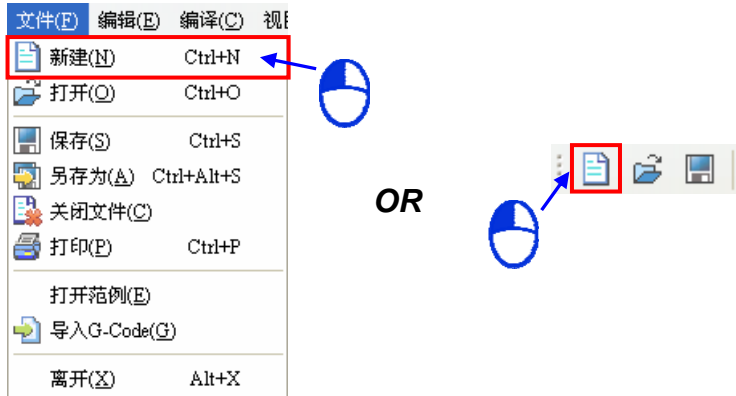 文件(F) 编辑(E) 编译(C)
新建(N) Ctrl+N
打开(O) Ctrl+O
保存(S) Ctrl+S
另存为(A) Ctrl+Alt+S
关闭文件(C)
打印(P) Ctrl+P
打开范例(E)
导入G-Code(G)
离开(X) Alt+X
OR